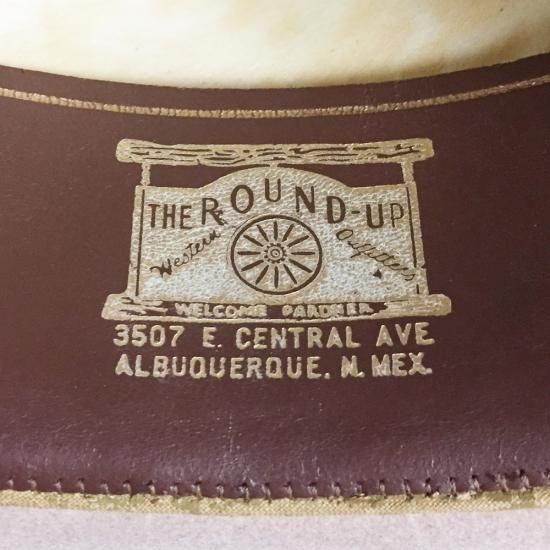 THE ROUND-UP
Western Outfitters
WELCOME PARDNER
3507 E. CENTRAL AVE
ALBUQUERQUE, N. MEX.